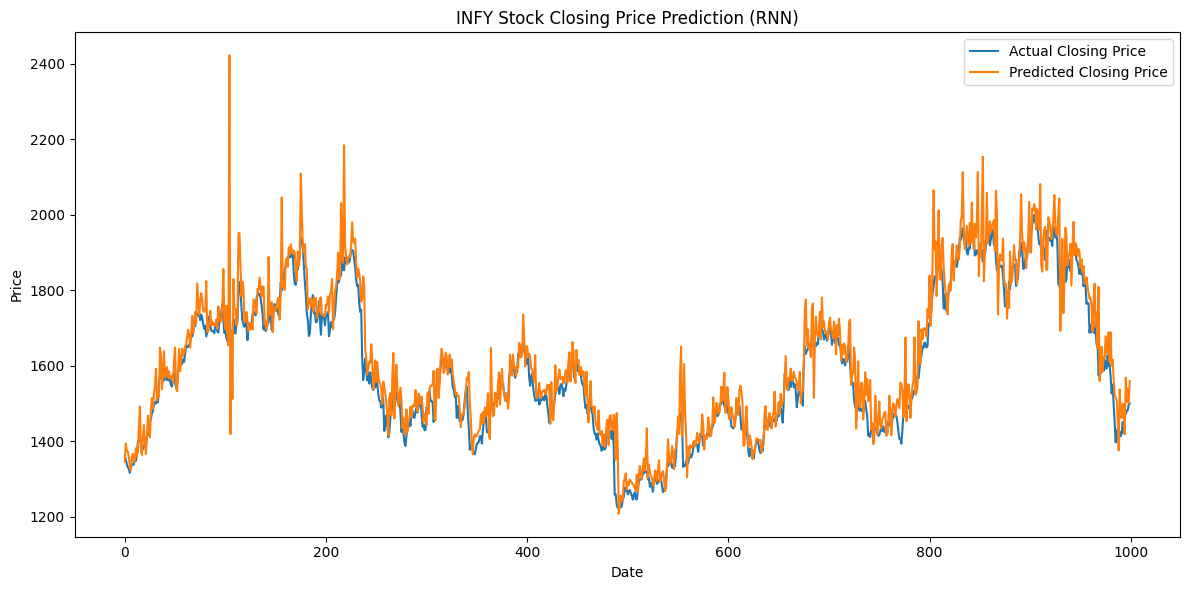 INFY Stock Closing Price Prediction (RNN)
Actual Closing Price
Predicted Closing Price
Price
2400
2200
2000
1800
1600
1400
1200
0 200 400 600 800 1000
Date